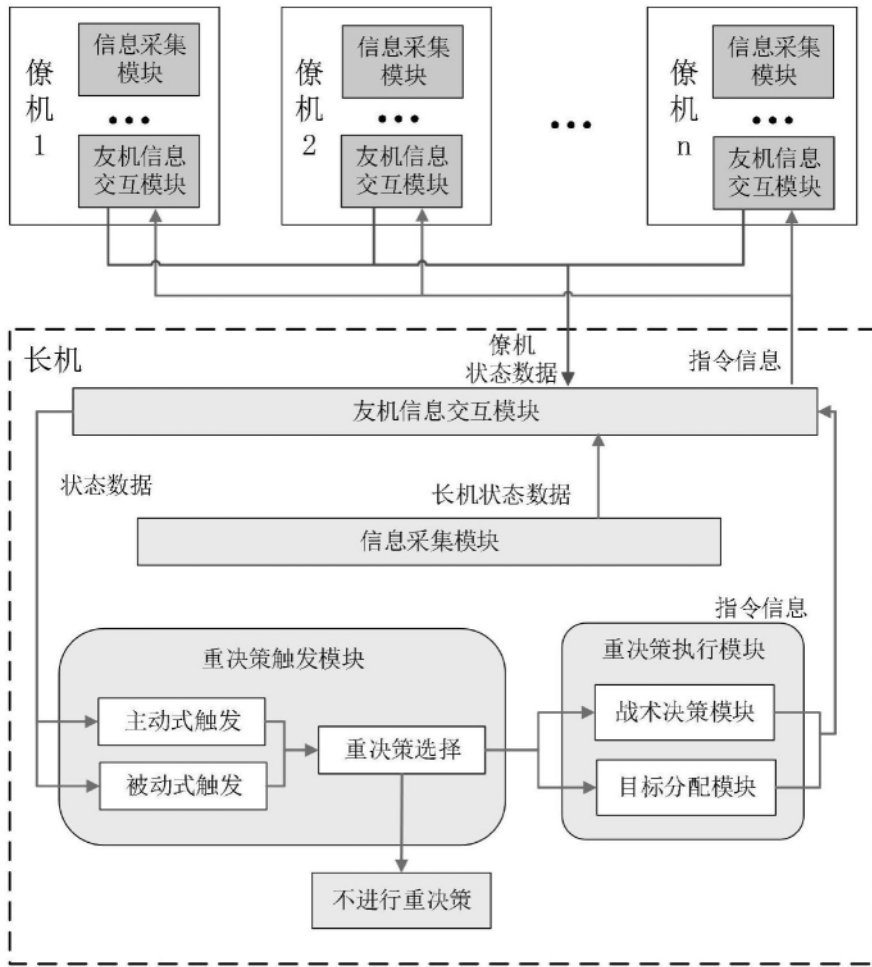 僚机1
信息采集
模块
•••
友机信息
交互模块
僚机2
信息采集
模块
•••
友机信息
交互模块
•••
僚机n
信息采集
模块
•••
友机信息
交互模块
长机
僚机
状态数据
指令信息
友机信息交互模块
状态数据
长机状态数据
信息采集模块
指令信息
重决策触发模块
主动式触发
被动式触发
重决策选择
不进行重决策
重决策执行模块
战术决策模块
目标分配模块